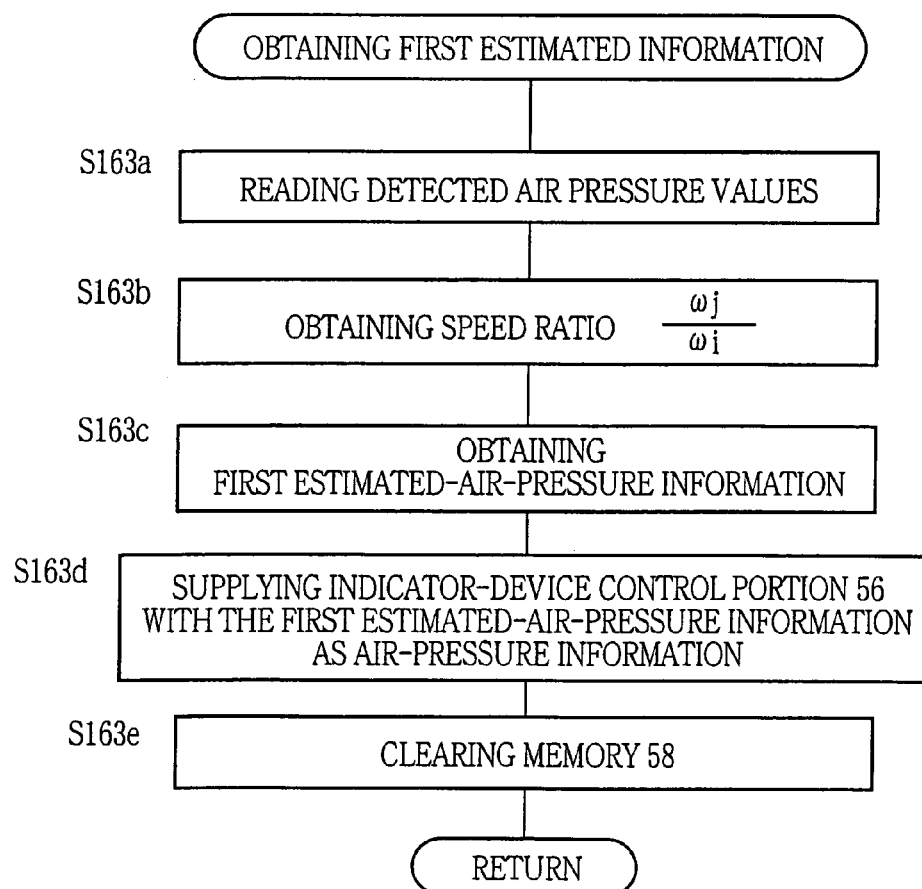 OBTAINING FIRST ESTIMATED INFORMATION
S163a
READING DETECTED AIR PRESSURE VALUES
S163b
OBTAINING SPEED RATIO ωj
ωi
S163c
OBTAINING
FIRST ESTIMATED-AIR-PRESSURE INFORMATION
S163d
SUPPLYING INDICATOR-DEVICE CONTROL PORTION 56
WITH THE FIRST ESTIMATED-AIR-PRESSURE INFORMATION
AS AIR-PRESSURE INFORMATION
S163e
CLEARING MEMORY 58
RETURN